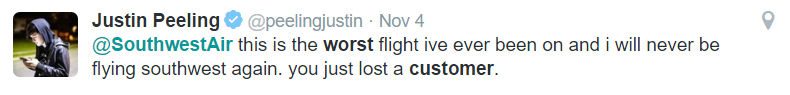 Justin Peeling @peelingjustin · Nov 4
@SouthwestAir this is the worst flight ive ever been on and i will never be
flying southwest again. you just lost a customer.